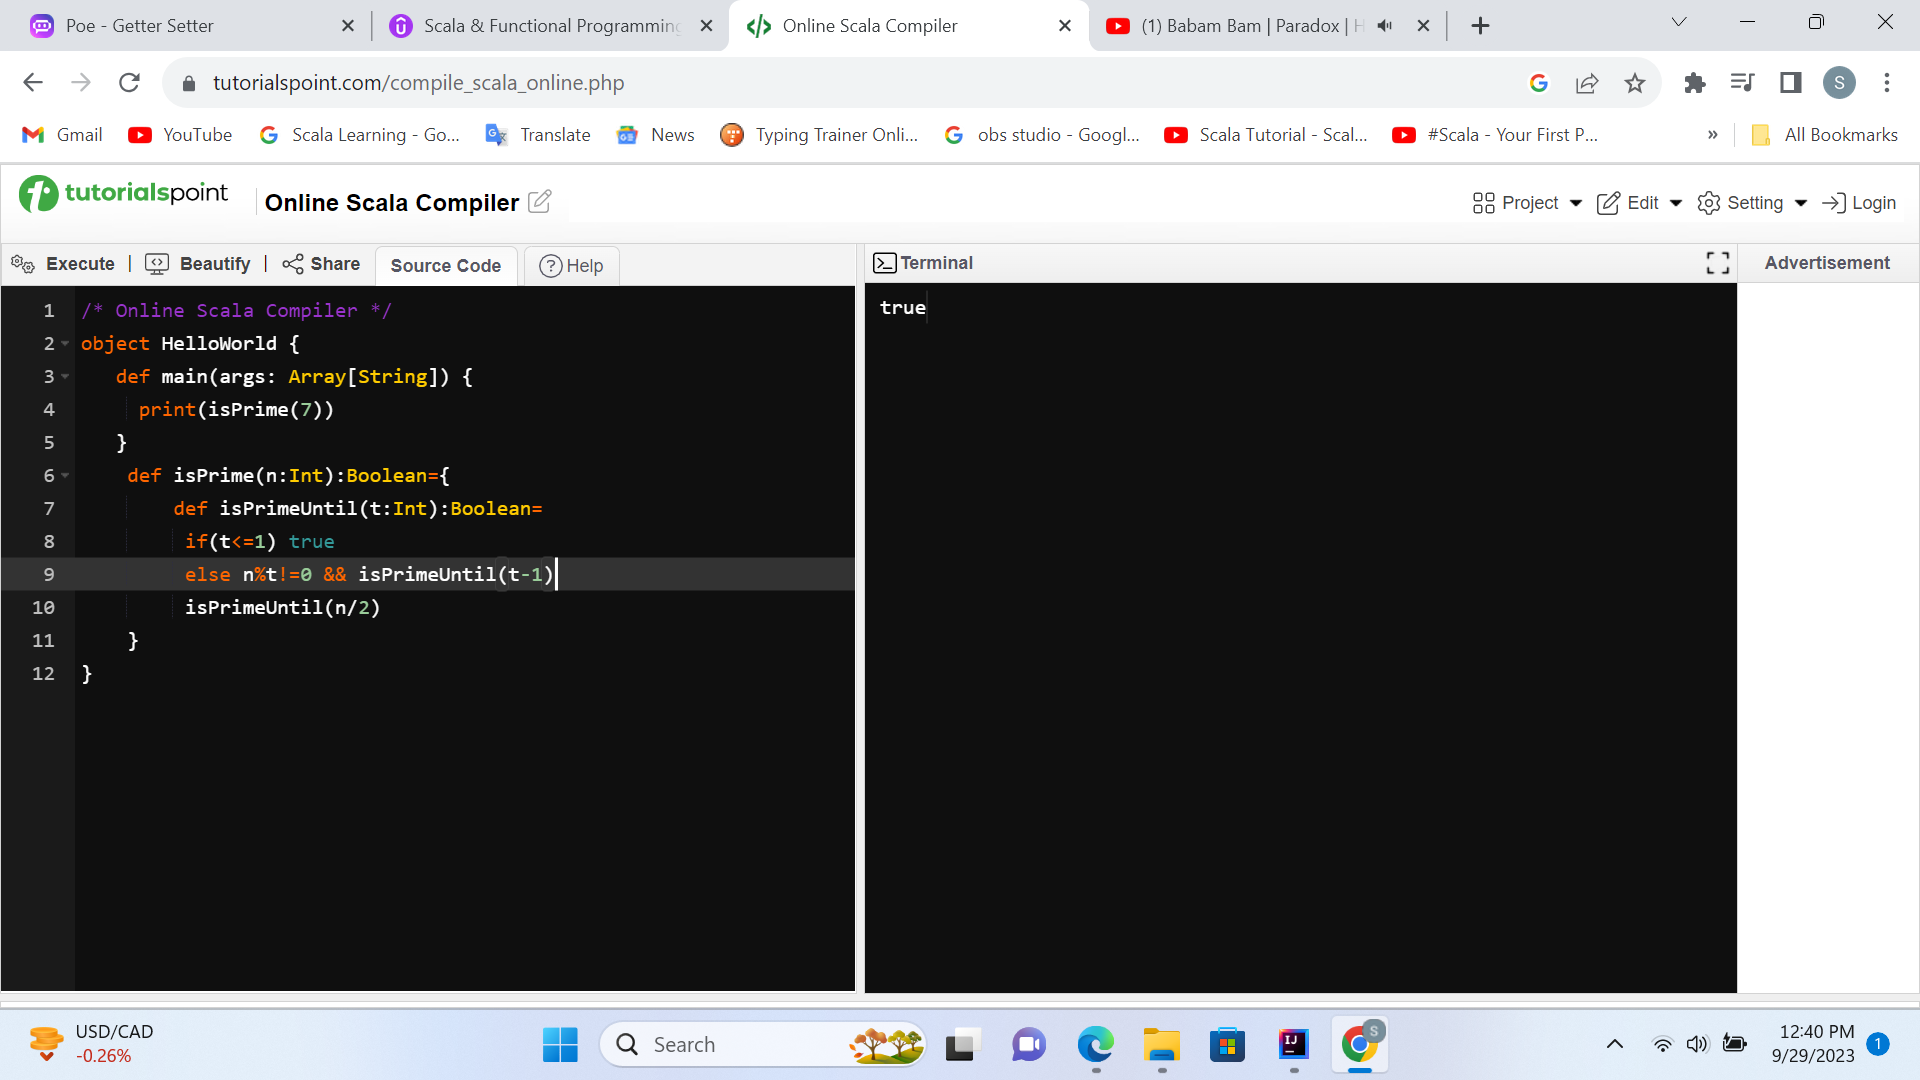 Poe - Getter Setter
Scala & Functional Programming
Online Scala Compiler
(1) Babam Bam | Paradox | H
tutorialspoint.com/compile_scala_online.php
S
Gmail
YouTube
Scala Learning - Go...
Translate
News
Typing Trainer Onli...
obs studio - Googl...
Scala Tutorial - Scal...
#Scala - Your First P...
»
All Bookmarks
tutorialspoint
Online Scala Compiler
Project
Edit
Setting
Login
Execute | Beautify | Share
Source Code
Help
Terminal
Advertisement
1 /* Online Scala Compiler */
2 object HelloWorld {
3 def main(args: Array[String]) {
4 print(isPrime(7))
5 }
6 def isPrime(n:Int):Boolean={
7 def isPrimeUntil(t:Int):Boolean=
8 if(t<=1) true
9 else n%t!=0 && isPrimeUntil(t-1)
10 isPrimeUntil(n/2)
11 }
12 }
true
USD/CAD
-0.26%
Search
IJ
S
12:40 PM
9/29/2023
1